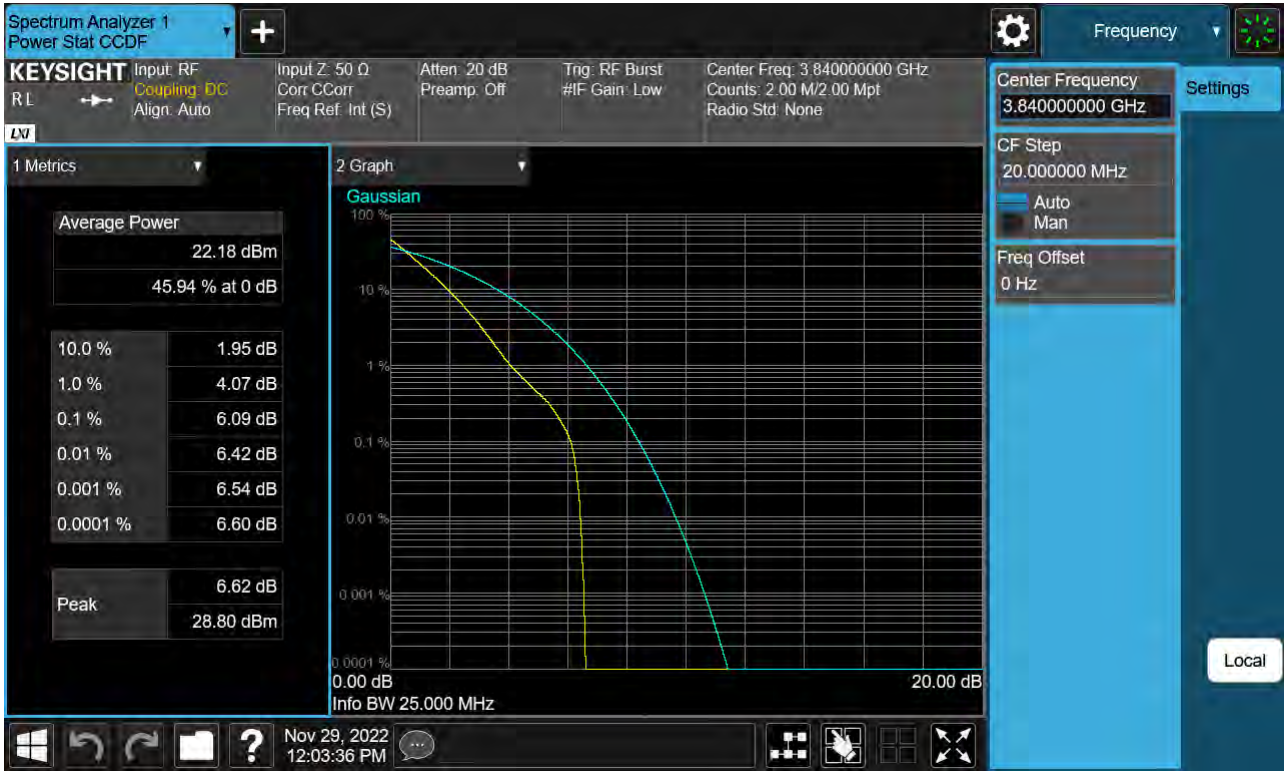 Spectrum Analyzer 1
Power Stat CCDF
Frequency
KEYSIGHT
R L
LXI
Input: RF
Coupling: DC
Align: Auto
Input Z: 50 Ω
Corr CCorr
Freq Ref: Int (S)
Atten: 20 dB
Preamp: Off
Trig: RF Burst
#IF Gain: Low
Center Freq: 3.840000000 GHz
Counts: 2.00 M/2.00 Mpt
Radio Std: None
Center Frequency
3.840000000 GHz
Settings
CF Step
20.000000 MHz
Auto
Man
Freq Offset
0 Hz
Local
1 Metrics
Average Power
22.18 dBm
45.94 % at 0 dB
10.0 % 1.95 dB
1.0 % 4.07 dB
0.1 % 6.09 dB
0.01 % 6.42 dB
0.001 % 6.54 dB
0.0001 % 6.60 dB
Peak
6.62 dB
28.80 dBm
2 Graph
Gaussian
100 %
10 %
1 %
0.1 %
0.01 %
0.001 %
0.0001 %
0.00 dB 20.00 dB
Info BW 25.000 MHz
?
Nov 29, 2022
12:03:36 PM